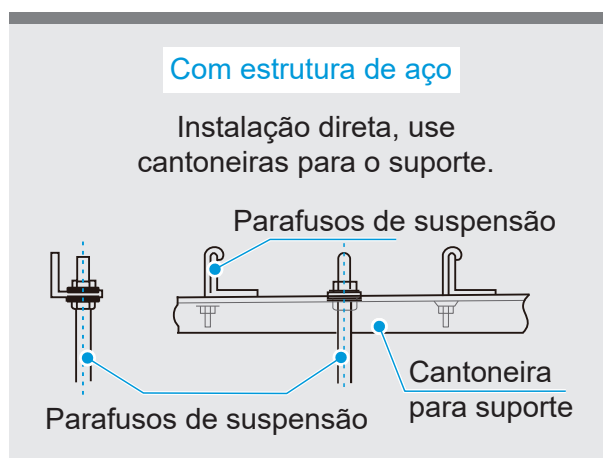 Com estrutura de aço
Instalação direta, use
cantoneiras para o suporte.
Parafusos de suspensão
Cantoneira
para suporte
Parafusos de suspensão